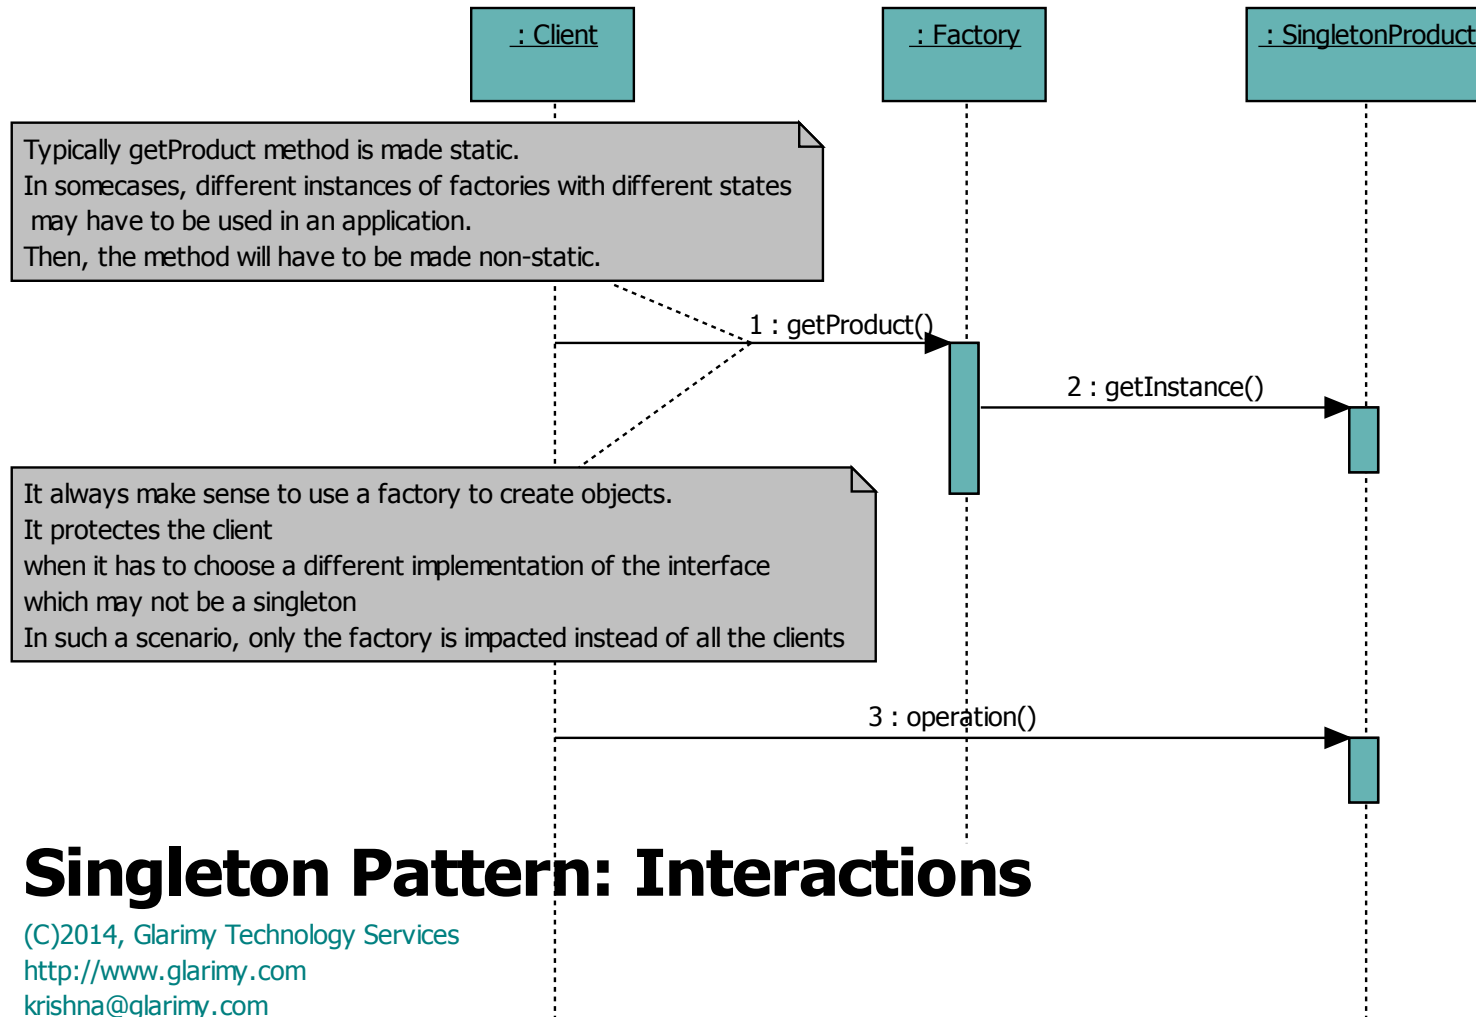 : Client
: Factory
: SingletonProduct
Typically getProduct method is made static.
In somecases, different instances of factories with different states
may have to be used in an application.
Then, the method will have to be made non-static.
1 : getProduct()
2 : getInstance()
It always make sense to use a factory to create objects.
It protectes the client
when it has to choose a different implementation of the interface
which may not be a singleton
In such a scenario, only the factory is impacted instead of all the clients
3 : operation()
Singleton Pattern: Interactions
(C)2014, Glarimy Technology Services
http://www.glarimy.com
krishna@glarimy.com